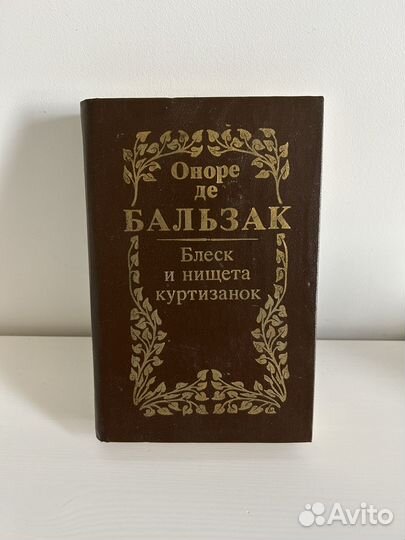 Оноре
де
БАЛЬЗАК
Блеск
и нищета
куртизанок
Avito